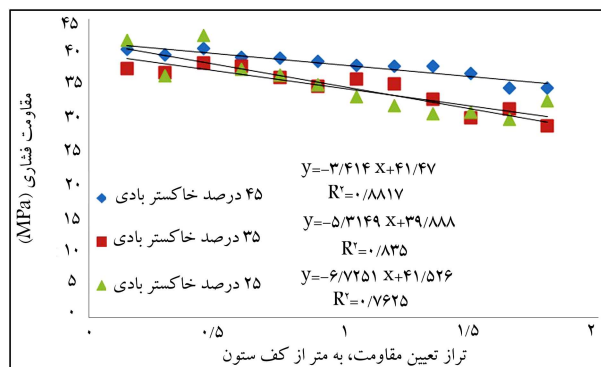 مقاومت فشاری (MPa)
۴۵
۴۰
۳۵
۳۰
۲۵
۲۰
۱۵
۱۰
۵
۰
y=-۳/۴۱۴ x+۴۱/۴۷
R²=۰/۸۸۱۷
۴۵ درصد خاکستر بادی
y=-۵/۳۱۴۹ x+۳۹/۸۸۸
۳۵ درصد خاکستر بادی
R²=۰/۸۳۵
y=-۶/۷۲۵۱ x+۴۱/۵۲۶
۲۵ درصد خاکستر بادی
R²=۰/۷۶۲۵
۰ ۰/۵ ۱ ۱/۵ ۲
تراز تعیین مقاومت، به متر از کف ستون